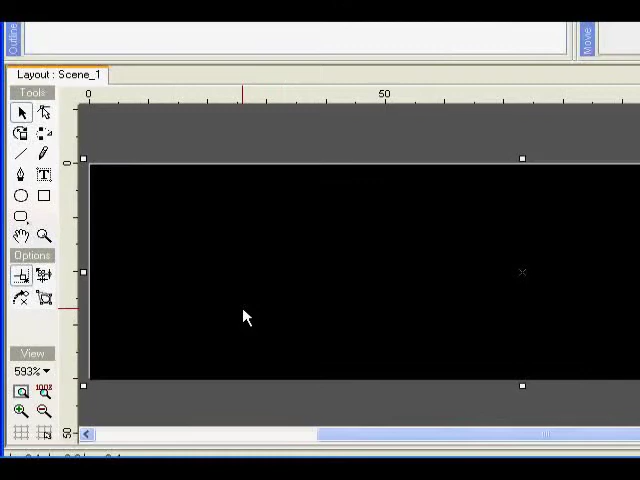 Outline
Movie
Layout : Scene_1
Tools
0
50
0
T
Options
View
593%
100%
50